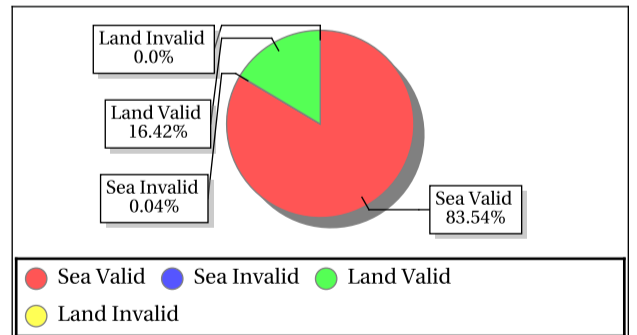 Land Invalid
0.0%
Land Valid
16.42%
Sea Invalid
0.04%
Sea Valid
83.54%
Sea Valid Sea Invalid Land Valid
Land Invalid